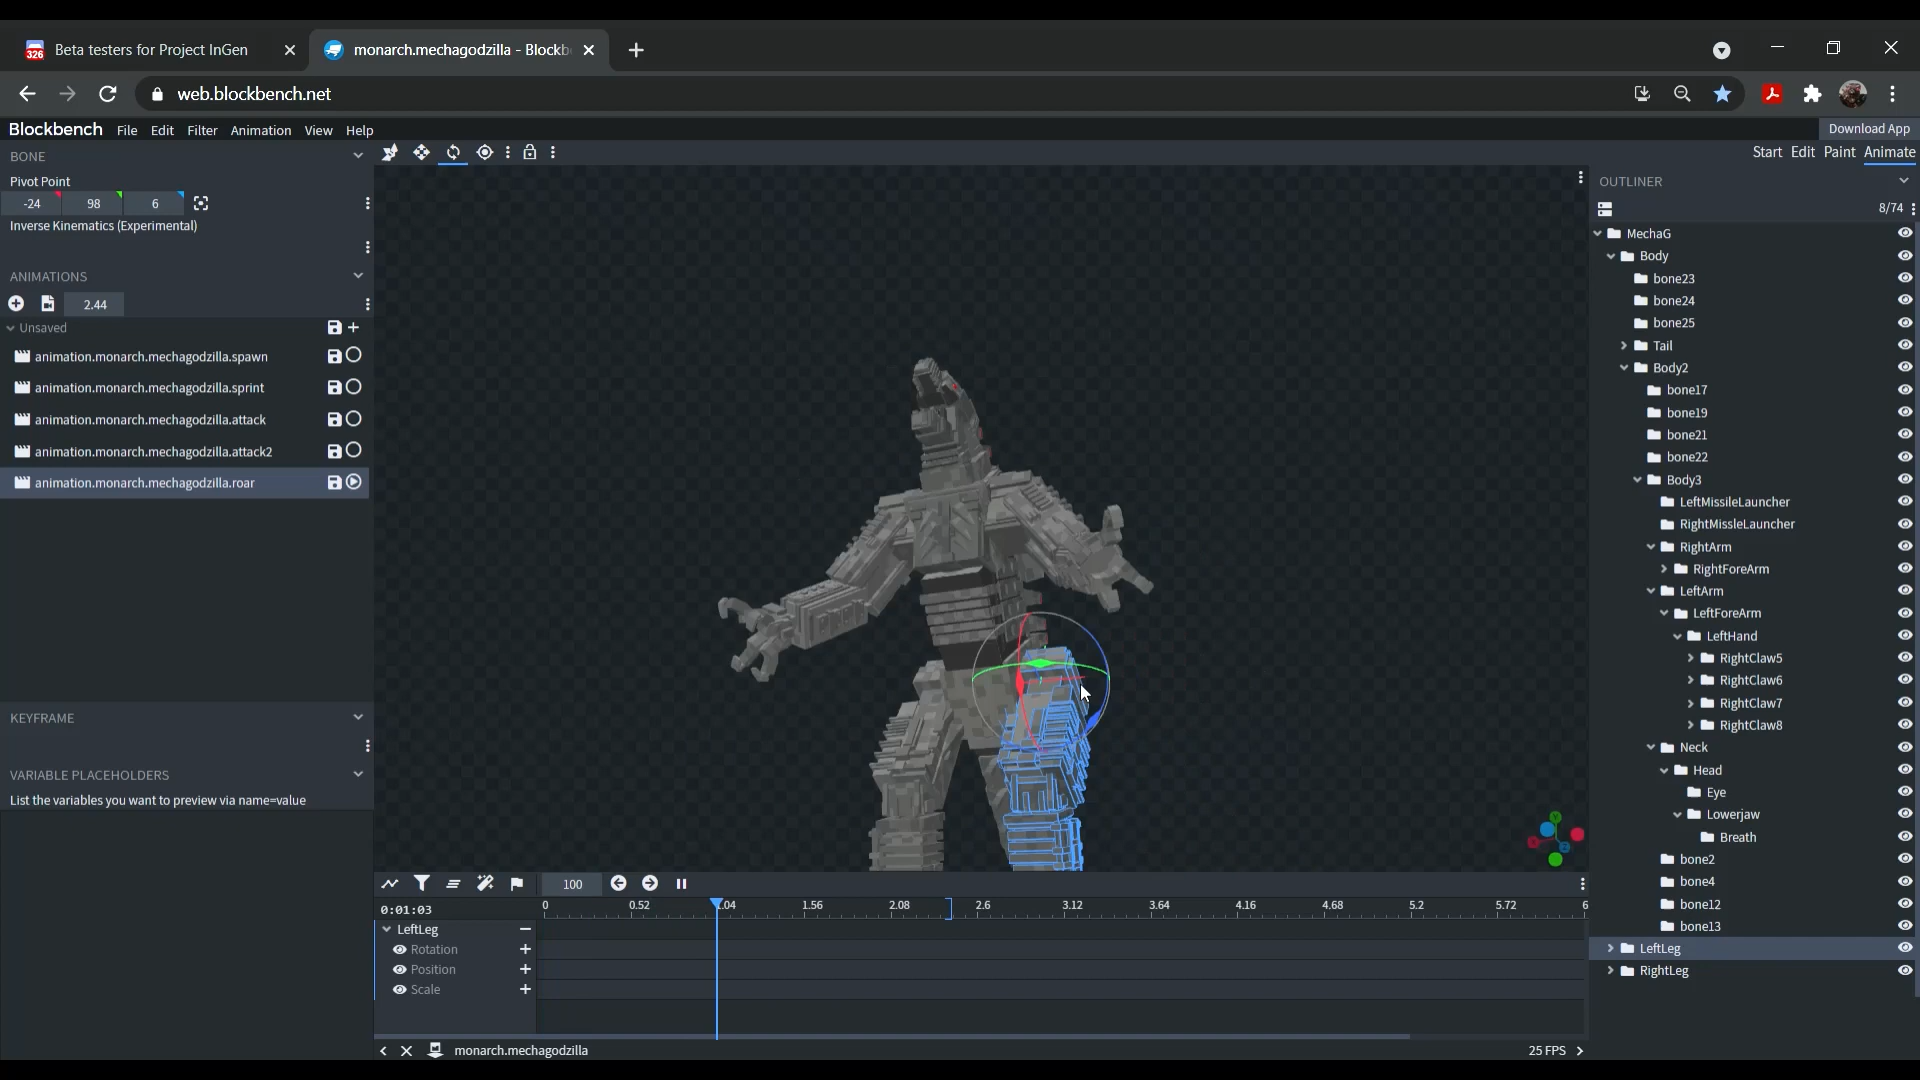 326
Beta testers for Project InGen
monarch.mechagodzilla - Blockb
web.blockbench.net
Blockbench File Edit Filter Animation View Help
Download App
Start Edit Paint Animate
BONE
Pivot Point
-24 98 6
Inverse Kinematics (Experimental)
ANIMATIONS
2.44
Unsaved
animation.monarch.mechagodzilla.spawn
animation.monarch.mechagodzilla.sprint
animation.monarch.mechagodzilla.attack
animation.monarch.mechagodzilla.attack2
animation.monarch.mechagodzilla.roar
KEYFRAME
VARIABLE PLACEHOLDERS
List the variables you want to preview via name=value
OUTLINER
8/74
MechaG
Body
bone23
bone24
bone25
Tail
Body2
bone17
bone19
bone21
bone22
Body3
LeftMissileLauncher
RightMissleLauncher
RightArm
RightForeArm
LeftArm
LeftForeArm
LeftHand
RightClaw5
RightClaw6
RightClaw7
RightClaw8
Neck
Head
Eye
Lowerjaw
Breath
bone2
bone4
bone12
bone13
LeftLeg
RightLeg
100
0:01:03
0 0.52 1.04 1.56 2.08 2.6 3.12 3.64 4.16 4.68 5.2 5.72 6
LeftLeg
Rotation
Position
Scale
monarch.mechagodzilla
25 FPS